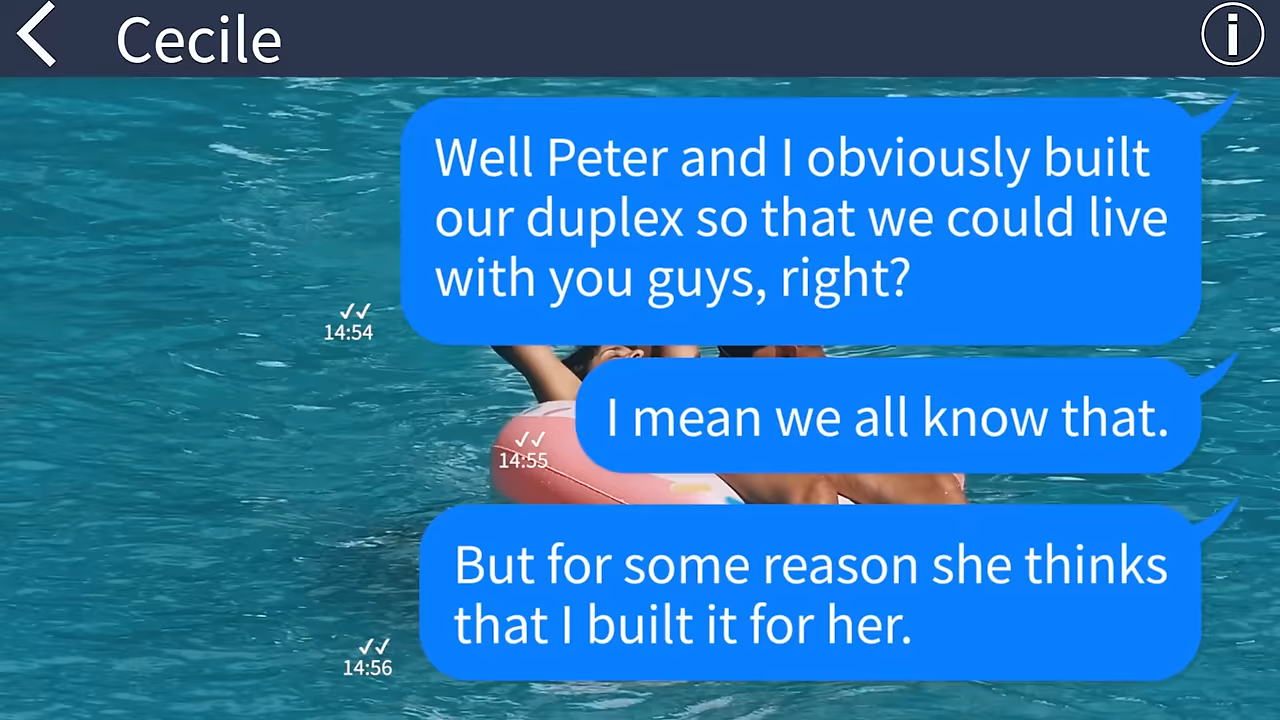 Cecile
Well Peter and I obviously built
our duplex so that we could live
with you guys, right?
14:54
I mean we all know that.
14:55
But for some reason she thinks
that I built it for her.
14:56